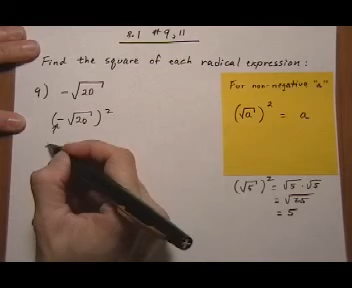 8.1 #9,11
Find the square of each radical expression:
9) -√20
(-√20)²
For non-negative "a"
(√a)² = a
(√5)² = √5 · √5
= √25
= 5